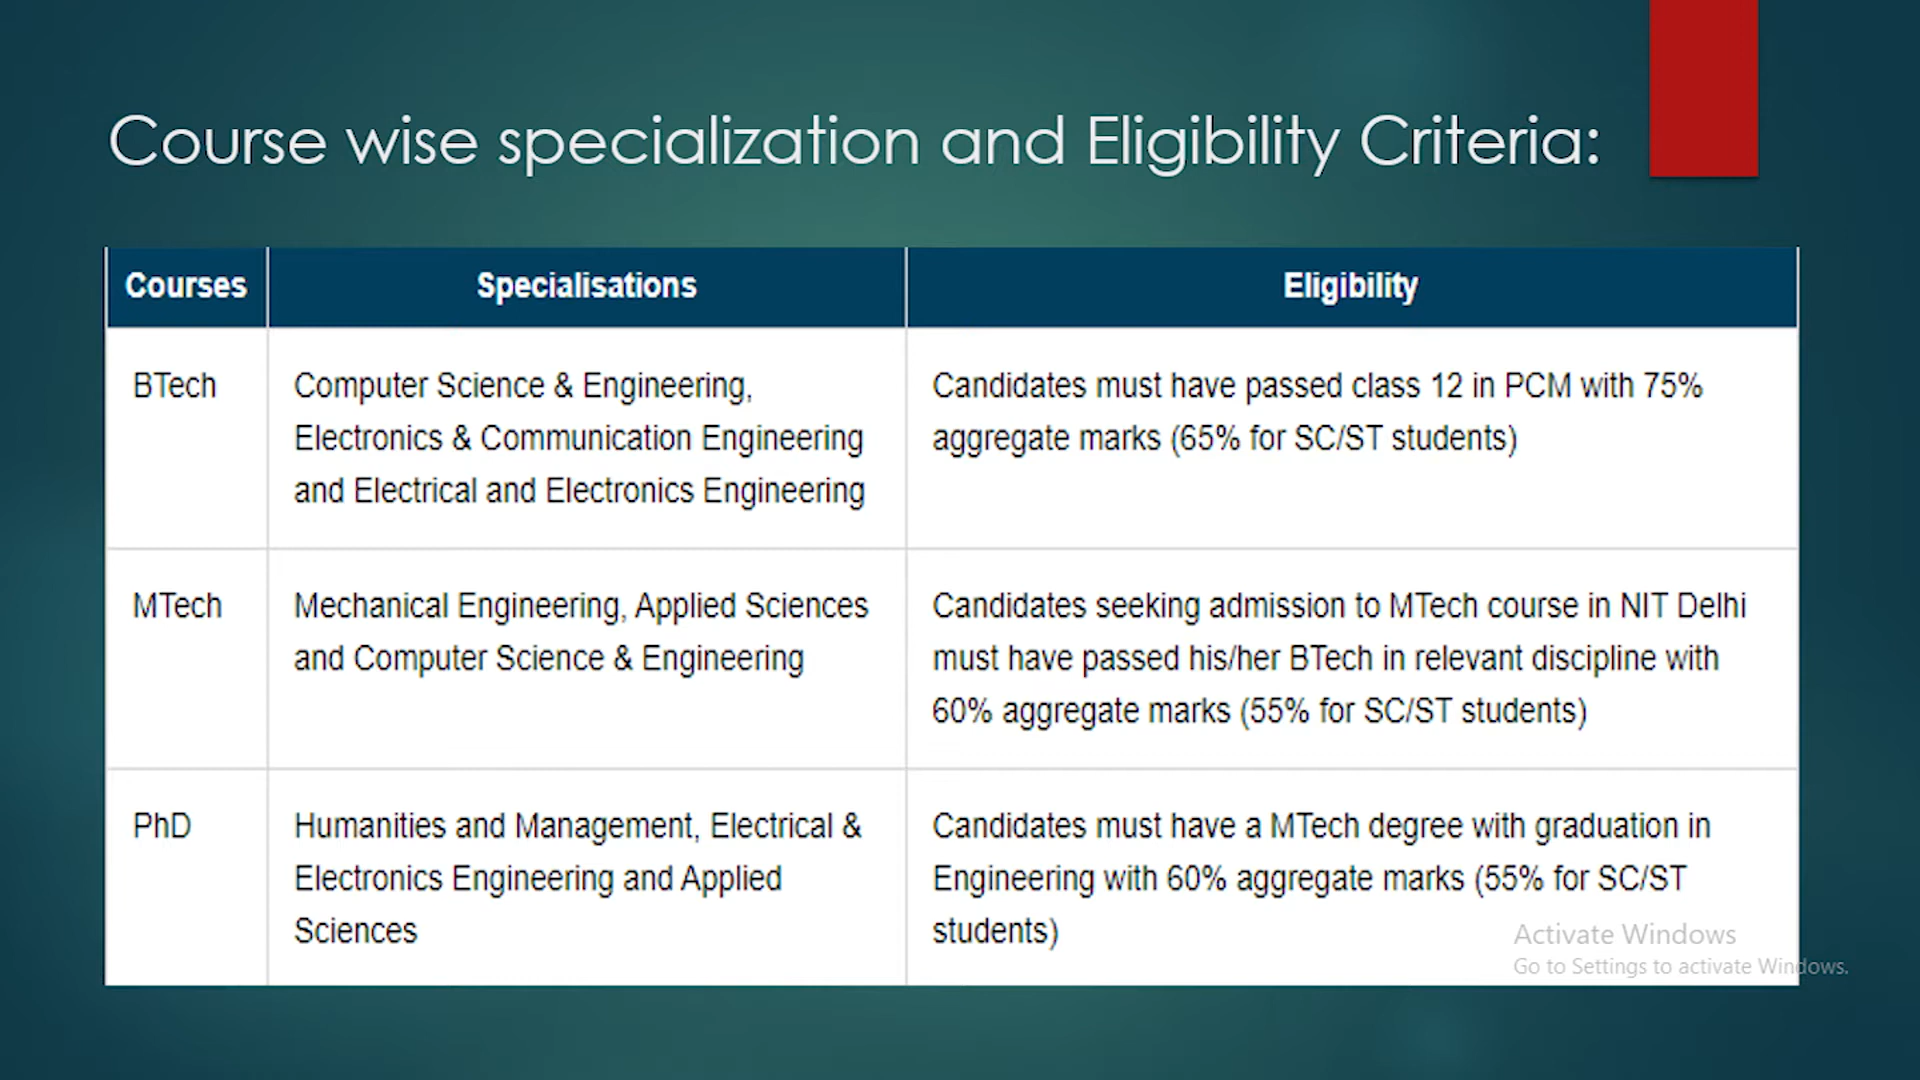 Course wise specialization and Eligibility Criteria:
Courses
Specialisations
Eligibility
BTech
Computer Science & Engineering,
Electronics & Communication Engineering
and Electrical and Electronics Engineering
Candidates must have passed class 12 in PCM with 75%
aggregate marks (65% for SC/ST students)
MTech
Mechanical Engineering, Applied Sciences
and Computer Science & Engineering
Candidates seeking admission to MTech course in NIT Delhi
must have passed his/her BTech in relevant discipline with
60% aggregate marks (55% for SC/ST students)
PhD
Humanities and Management, Electrical &
Electronics Engineering and Applied
Sciences
Candidates must have a MTech degree with graduation in
Engineering with 60% aggregate marks (55% for SC/ST
students)
Activate Windows
Go to Settings to activate Windows.